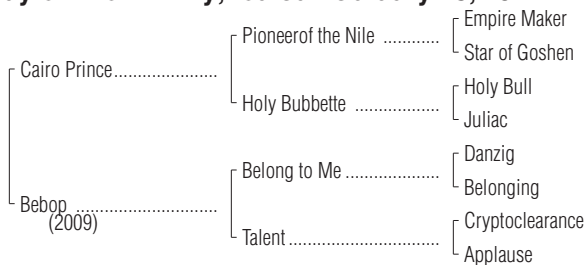 Empire Maker
Pioneerof the Nile ............
Star of Goshen
Cairo Prince......................
Holy Bull
Holy Bubbette ..................
Juliac
Danzig
Belong to Me ....................
Belonging
Bebop ..............................
(2009)
Cryptoclearance
Talent................................
Applause